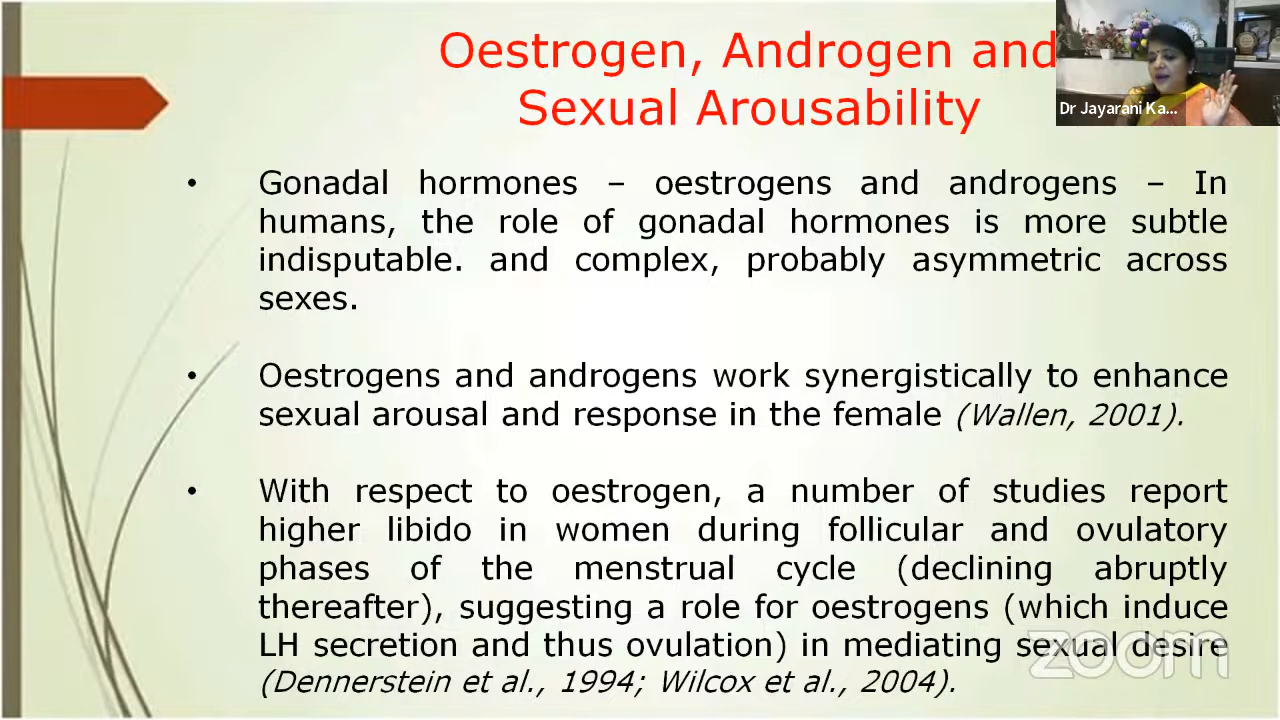 Oestrogen, Androgen and
Sexual Arousability
Dr Jayarani Ka...
• Gonadal hormones – oestrogens and androgens – In
humans, the role of gonadal hormones is more subtle
indisputable. and complex, probably asymmetric across
sexes.
• Oestrogens and androgens work synergistically to enhance
sexual arousal and response in the female (Wallen, 2001).
• With respect to oestrogen, a number of studies report
higher libido in women during follicular and ovulatory
phases of the menstrual cycle (declining abruptly
thereafter), suggesting a role for oestrogens (which induce
LH secretion and thus ovulation) in mediating sexual desire
(Dennerstein et al., 1994; Wilcox et al., 2004).
zoom